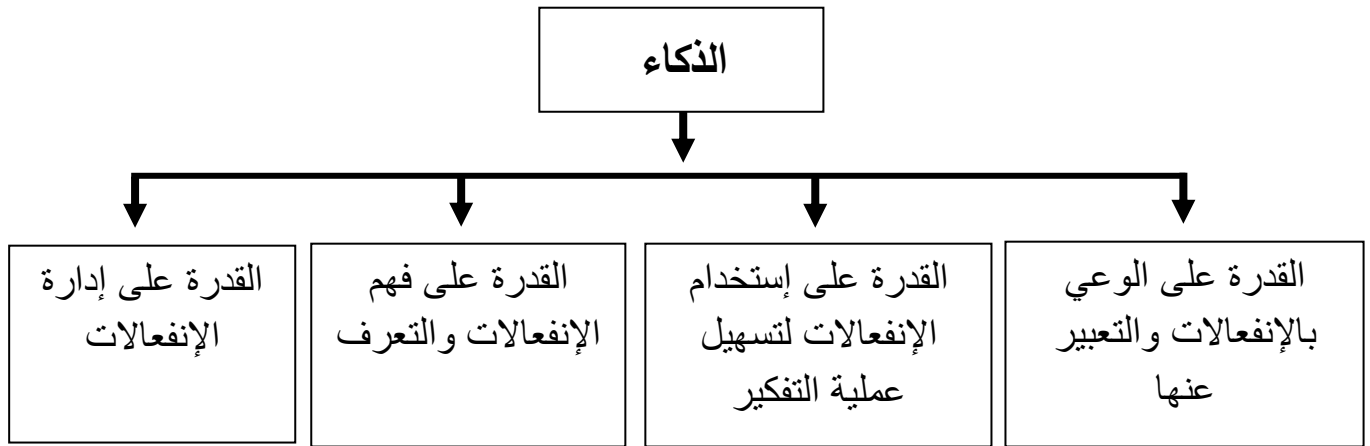 الذكاء
القدرة على الوعي
بالإنفعالات والتعبير
عنها
القدرة على إستخدام
الإنفعالات لتسهيل
عملية التفكير
القدرة على فهم
الإنفعالات والتعرف
القدرة على إدارة
الإنفعالات